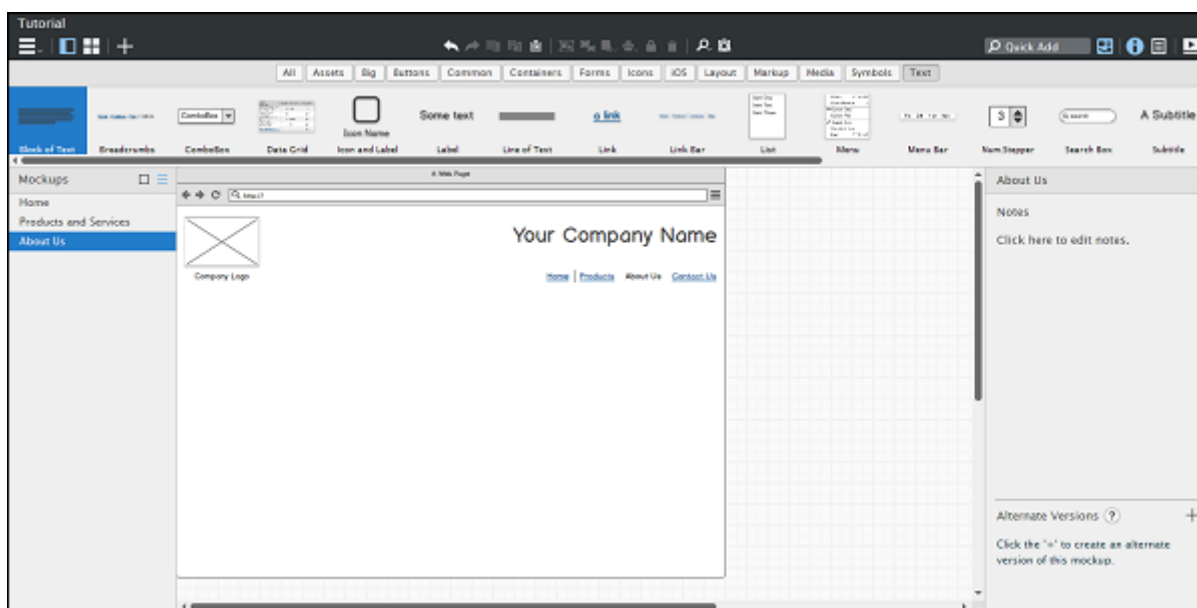 Tutorial
Quick Add
All Assets Big Buttons Common Containers Forms Icons iOS Layout Markup Media Symbols Text
ComboBox
Some text
a link
3
search
A Subtitle
Icon Name
Block of Text Breadcrumbs ComboBox Data Grid Icon and Label Label Line of Text Link Link Bar List Menu Menu Bar Num.Stepper Search Box Subtitle
Mockups
Home
Products and Services
About Us
A Web Page
http://
Your Company Name
Company Logo
Home Products About Us Contact Us
About Us
Notes
Click here to edit notes.
Alternate Versions ?
Click the '+' to create an alternate
version of this mockup.